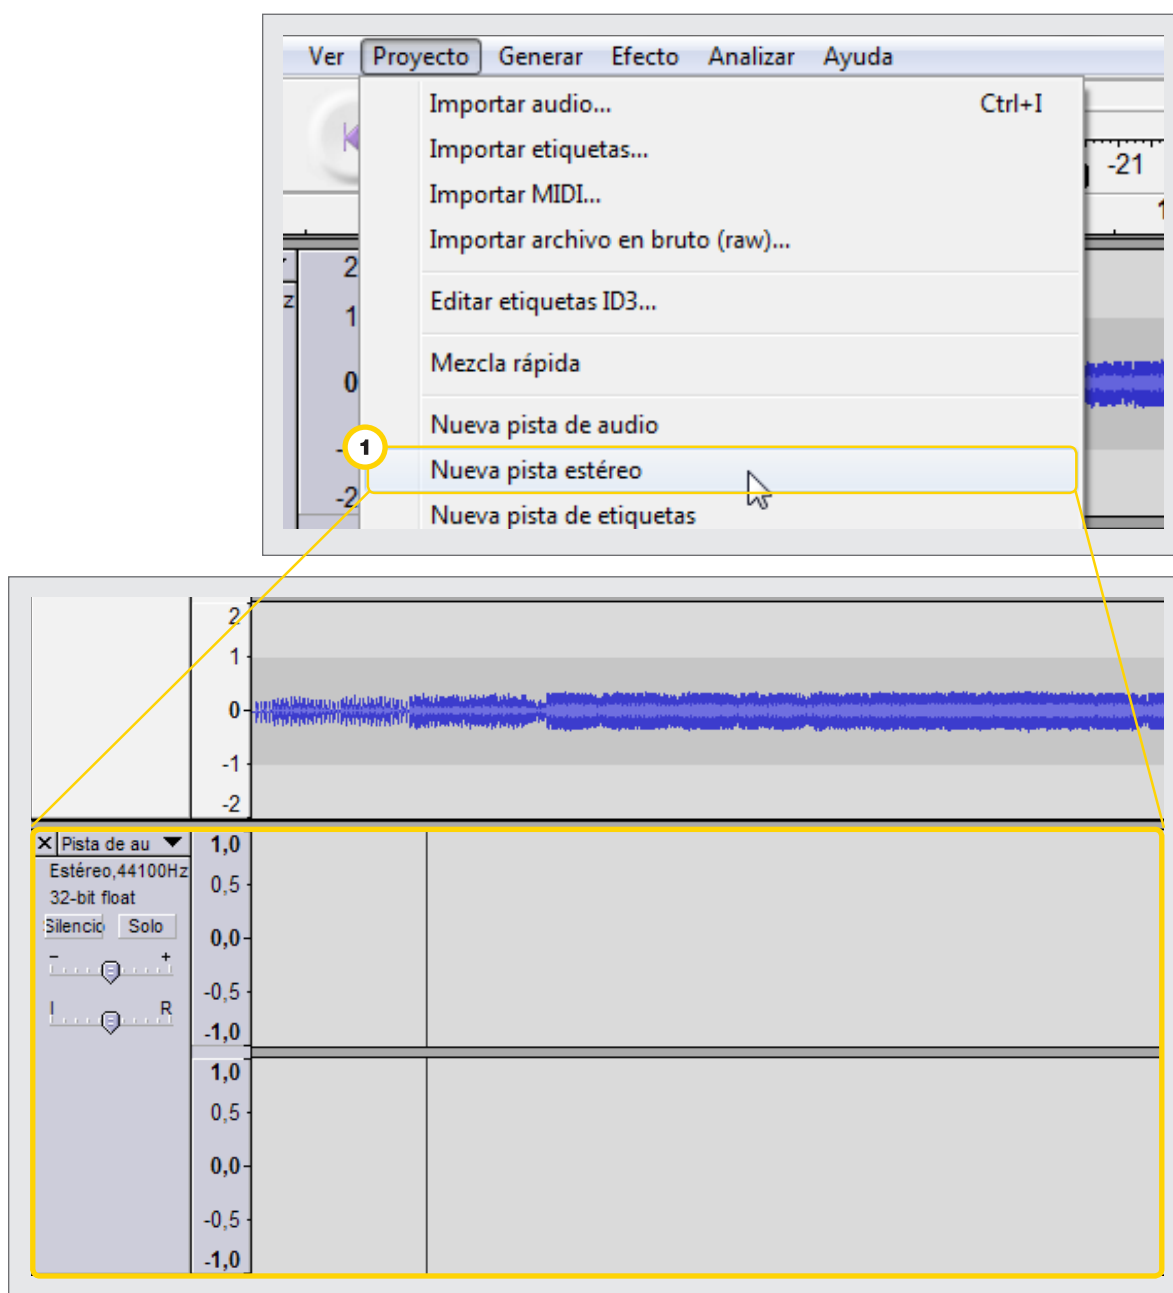 Ver Proyecto Generar Efecto Analizar Ayuda
Importar audio... Ctrl+I
Importar etiquetas...
-21
Importar MIDI...
1
Importar archivo en bruto (raw)...
2
z
Editar etiquetas ID3...
1
Mezcla rápida
0
Nueva pista de audio
1
Nueva pista estéreo
-2
Nueva pista de etiquetas
2
1
0
-1
-2
X Pista de au
Estéreo,44100Hz
32-bit float
Silencio Solo
- +
I R
1,0
0,5
0,0
-0,5
-1,0
1,0
0,5
0,0
-0,5
-1,0